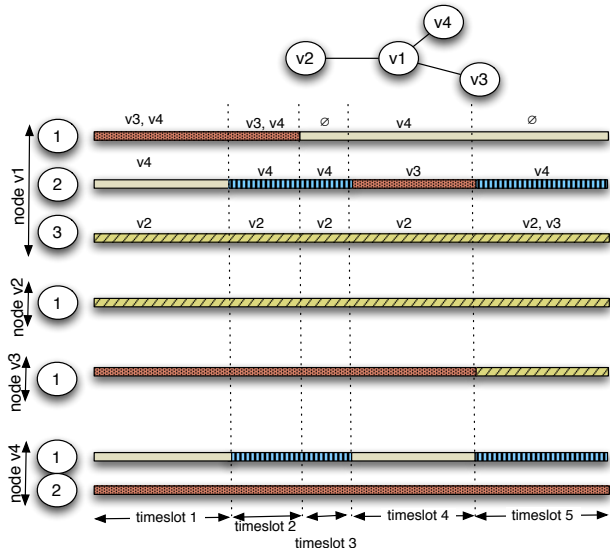 v4
v2 v1
v3
v3, v4 v3, v4 ∅ v4 ∅
1
v4 v4 v4 v3 v4
2
node v1
v2 v2 v2 v2 v2, v3
3
node v2
1
node v3
1
node v4
1
2
timeslot 1 timeslot 2 timeslot 4 timeslot 5
timeslot 3